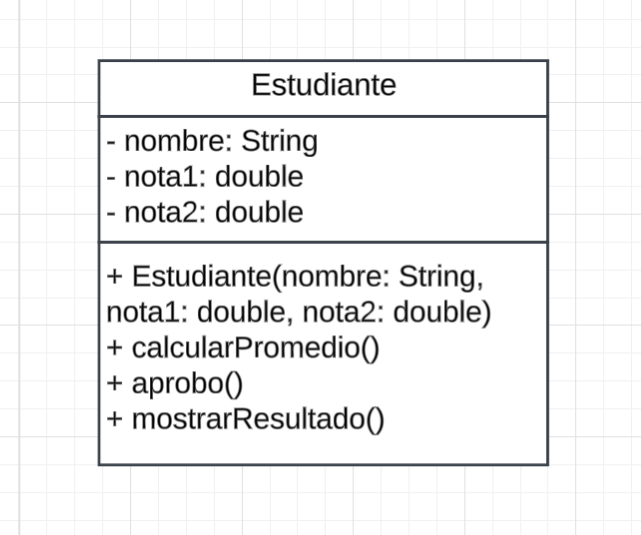 Estudiante
- nombre: String
- nota1: double
- nota2: double
+ Estudiante(nombre: String,
nota1: double, nota2: double)
+ calcularPromedio()
+ aprobo()
+ mostrarResultado()